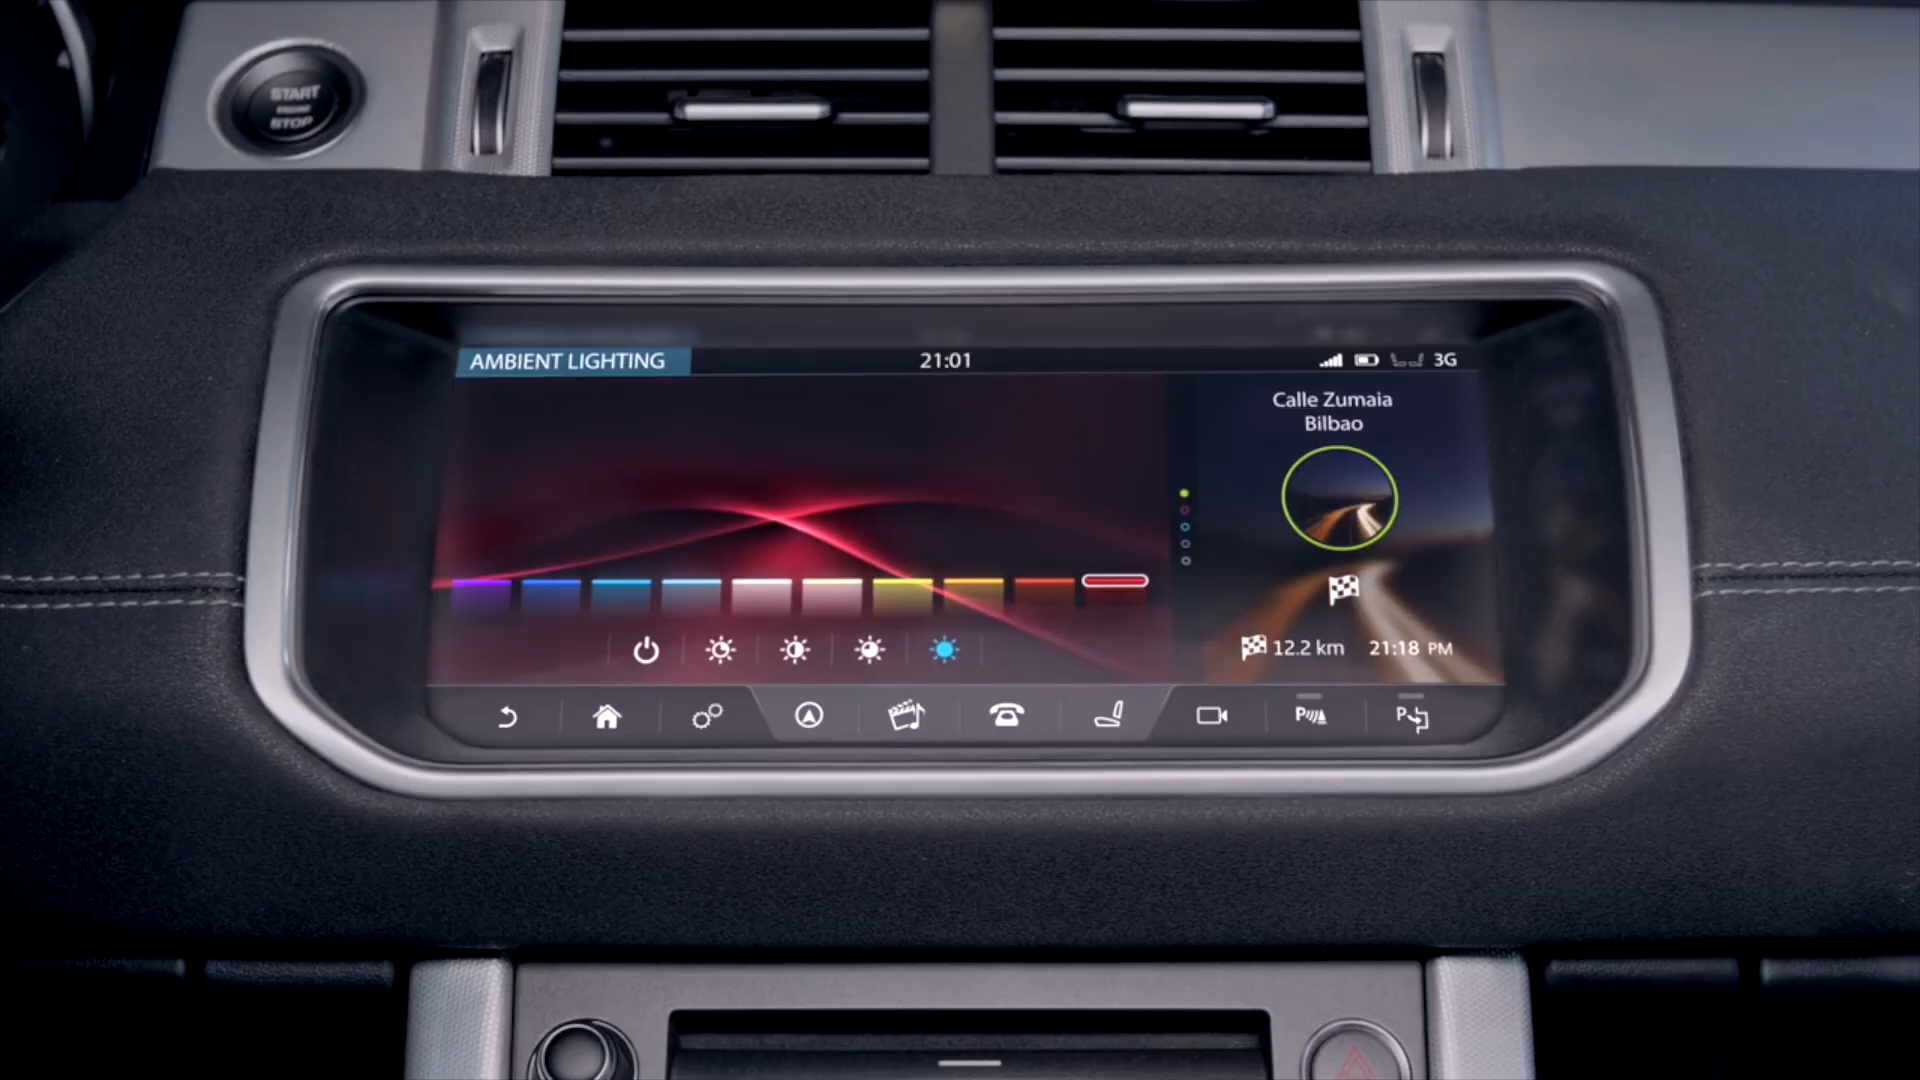 START
STOP
AMBIENT LIGHTING
21:01
3G
Calle Zumaia
Bilbao
12.2 km
21:18 PM
P
P